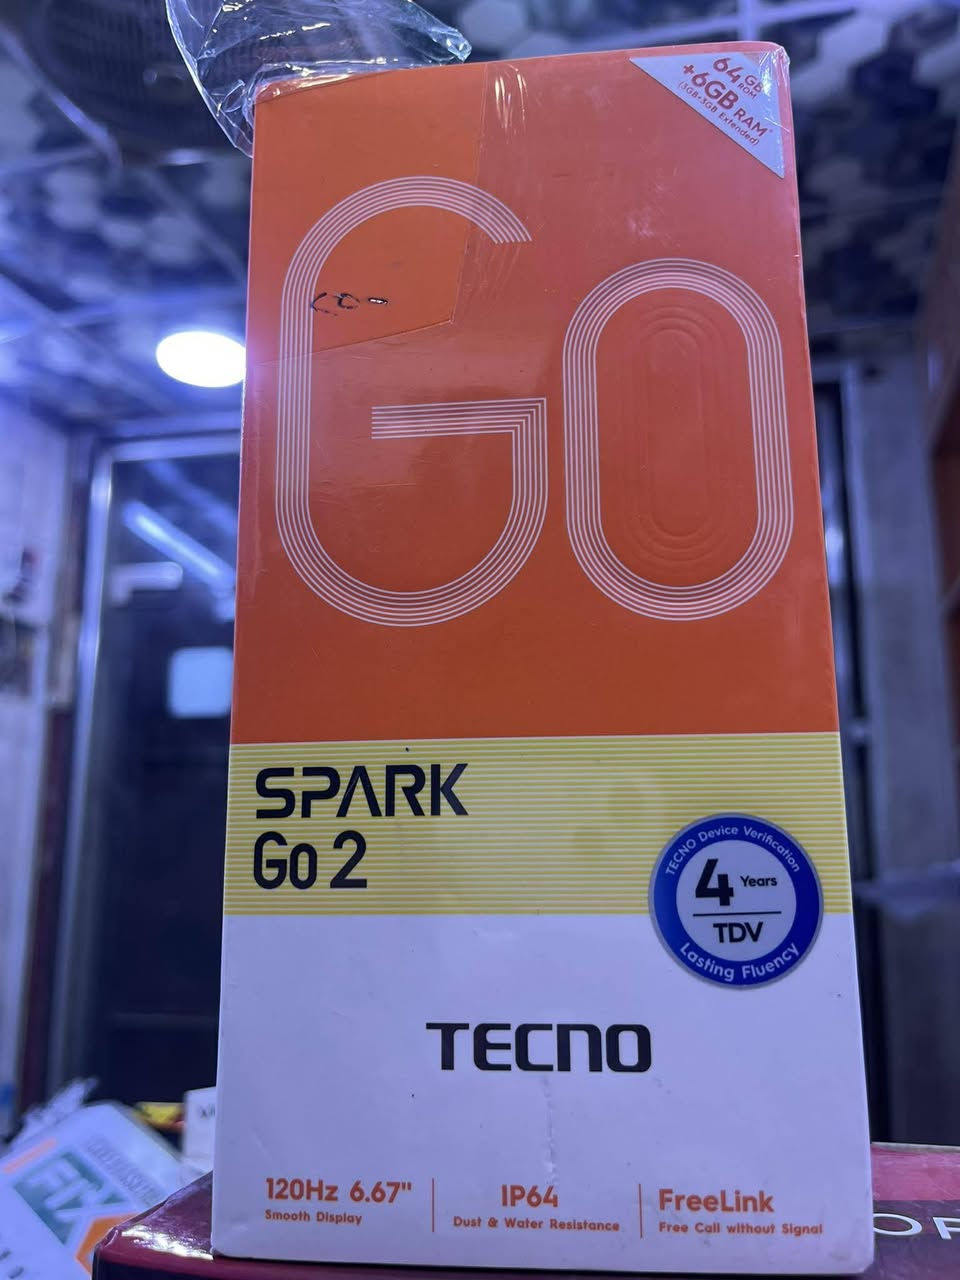 64GB ROM
+6GB RAM*
(3GB+3GB Extended)
GO
SPARK
Go 2
TECNO Device Verification
4 Years
TDV
Lasting Fluency
TECNO
120Hz 6.67"
Smooth Display
IP64
Dust & Water Resistance
FreeLink
Free Call without Signal
FIX